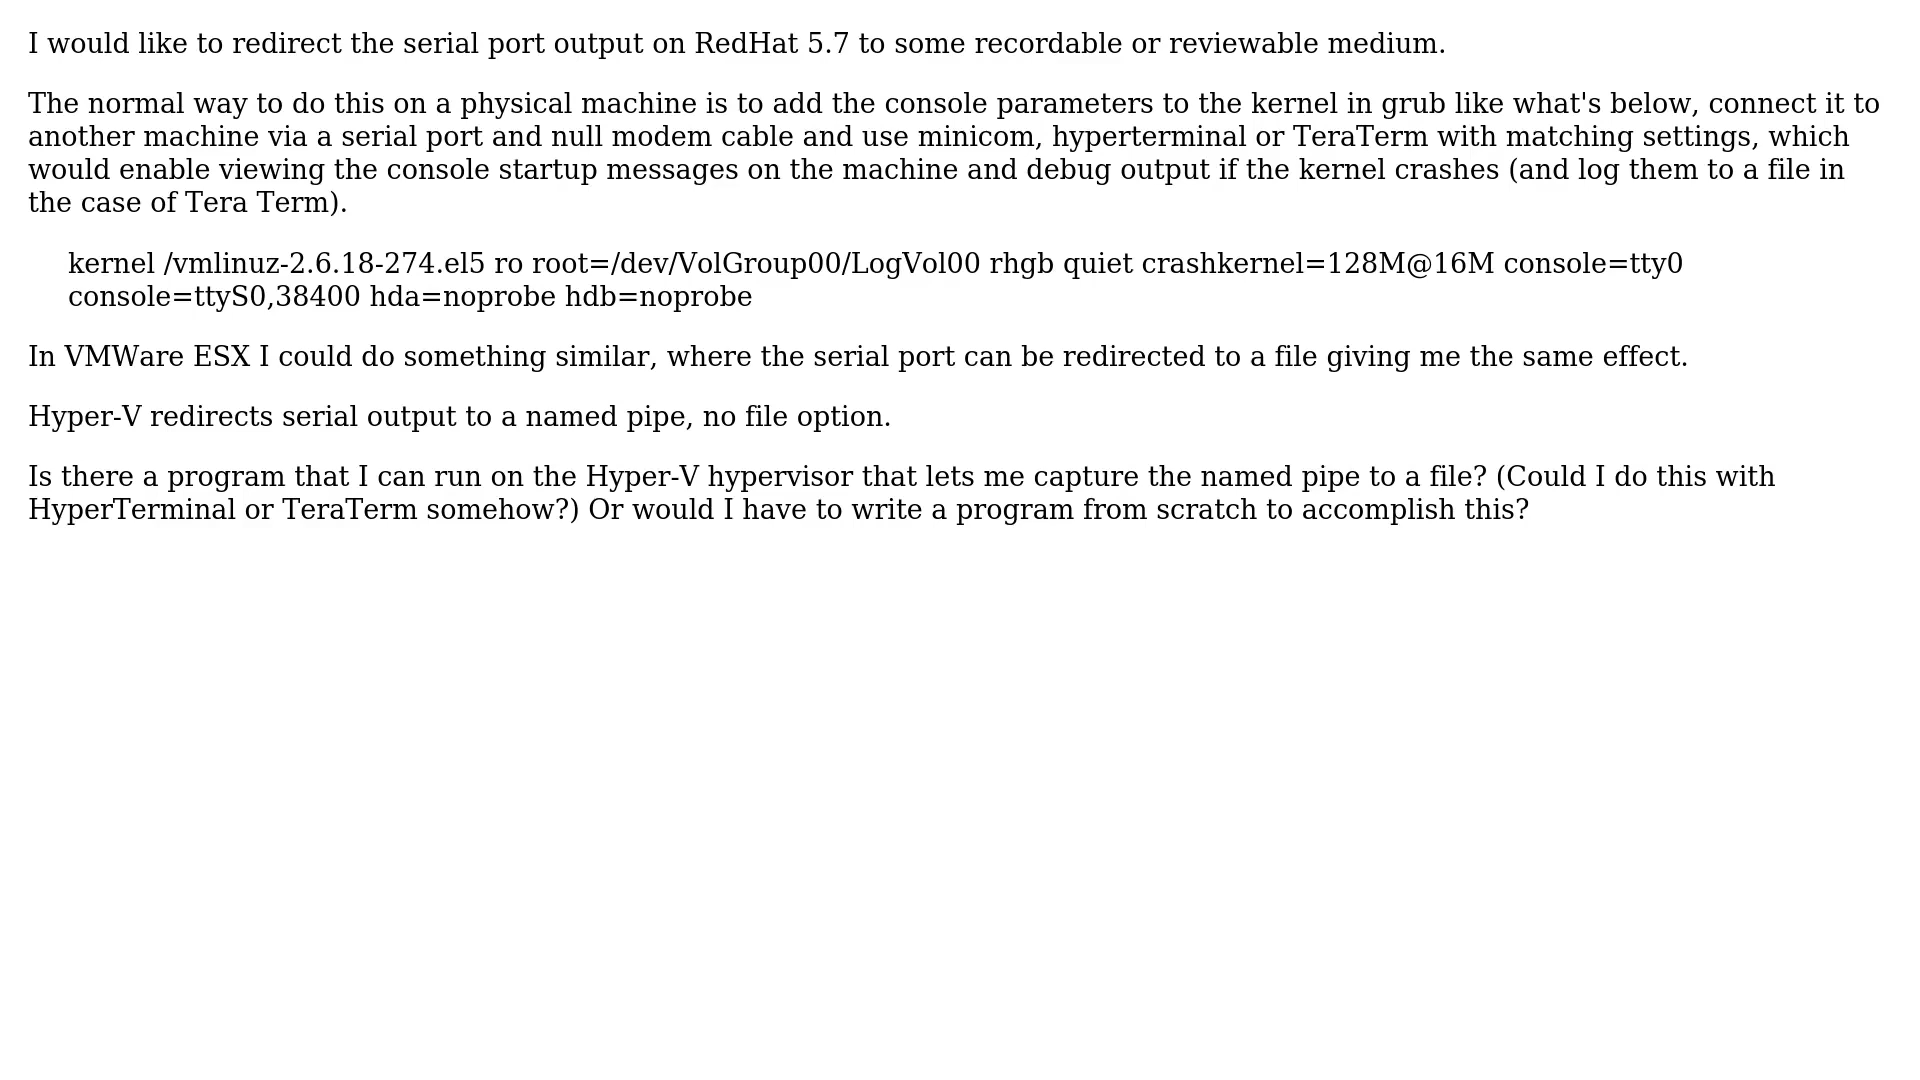 I would like to redirect the serial port output on RedHat 5.7 to some recordable or reviewable medium.
The normal way to do this on a physical machine is to add the console parameters to the kernel in grub like what's below, connect it to
another machine via a serial port and null modem cable and use minicom, hyperterminal or TeraTerm with matching settings, which
would enable viewing the console startup messages on the machine and debug output if the kernel crashes (and log them to a file in
the case of Tera Term).
kernel /vmlinuz-2.6.18-274.el5 ro root=/dev/VolGroup00/LogVol00 rhgb quiet crashkernel=128M@16M console=tty0
console=ttyS0,38400 hda=noprobe hdb=noprobe
In VMWare ESX I could do something similar, where the serial port can be redirected to a file giving me the same effect.
Hyper-V redirects serial output to a named pipe, no file option.
Is there a program that I can run on the Hyper-V hypervisor that lets me capture the named pipe to a file? (Could I do this with
HyperTerminal or TeraTerm somehow?) Or would I have to write a program from scratch to accomplish this?